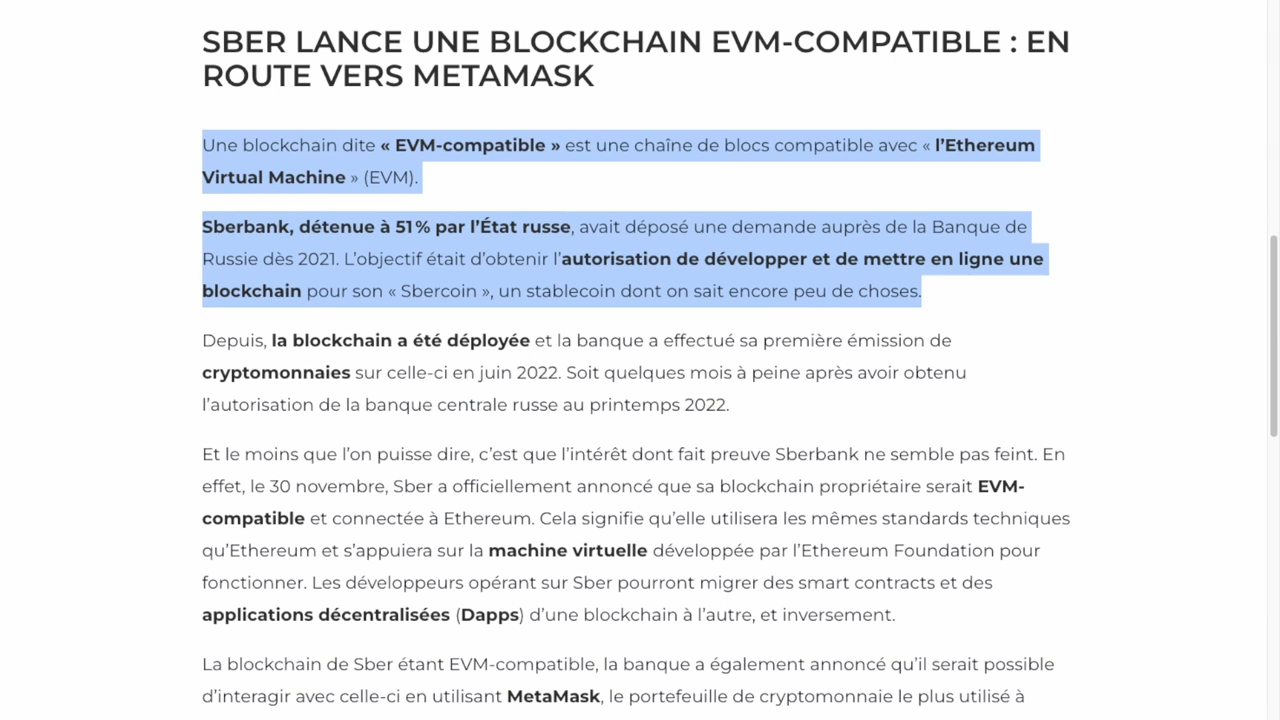 SBER LANCE UNE BLOCKCHAIN EVM-COMPATIBLE : EN
ROUTE VERS METAMASK
Une blockchain dite « EVM-compatible » est une chaîne de blocs compatible avec « l’Ethereum
Virtual Machine » (EVM).
Sberbank, détenue à 51 % par l’État russe, avait déposé une demande auprès de la Banque de
Russie dès 2021. L’objectif était d’obtenir l’autorisation de développer et de mettre en ligne une
blockchain pour son « Sbercoin », un stablecoin dont on sait encore peu de choses.
Depuis, la blockchain a été déployée et la banque a effectué sa première émission de
cryptomonnaies sur celle-ci en juin 2022. Soit quelques mois à peine après avoir obtenu
l’autorisation de la banque centrale russe au printemps 2022.
Et le moins que l’on puisse dire, c’est que l’intérêt dont fait preuve Sberbank ne semble pas feint. En
effet, le 30 novembre, Sber a officiellement annoncé que sa blockchain propriétaire serait EVM-
compatible et connectée à Ethereum. Cela signifie qu’elle utilisera les mêmes standards techniques
qu’Ethereum et s’appuiera sur la machine virtuelle développée par l’Ethereum Foundation pour
fonctionner. Les développeurs opérant sur Sber pourront migrer des smart contracts et des
applications décentralisées (Dapps) d’une blockchain à l’autre, et inversement.
La blockchain de Sber étant EVM-compatible, la banque a également annoncé qu’il serait possible
d’interagir avec celle-ci en utilisant MetaMask, le portefeuille de cryptomonnaie le plus utilisé à